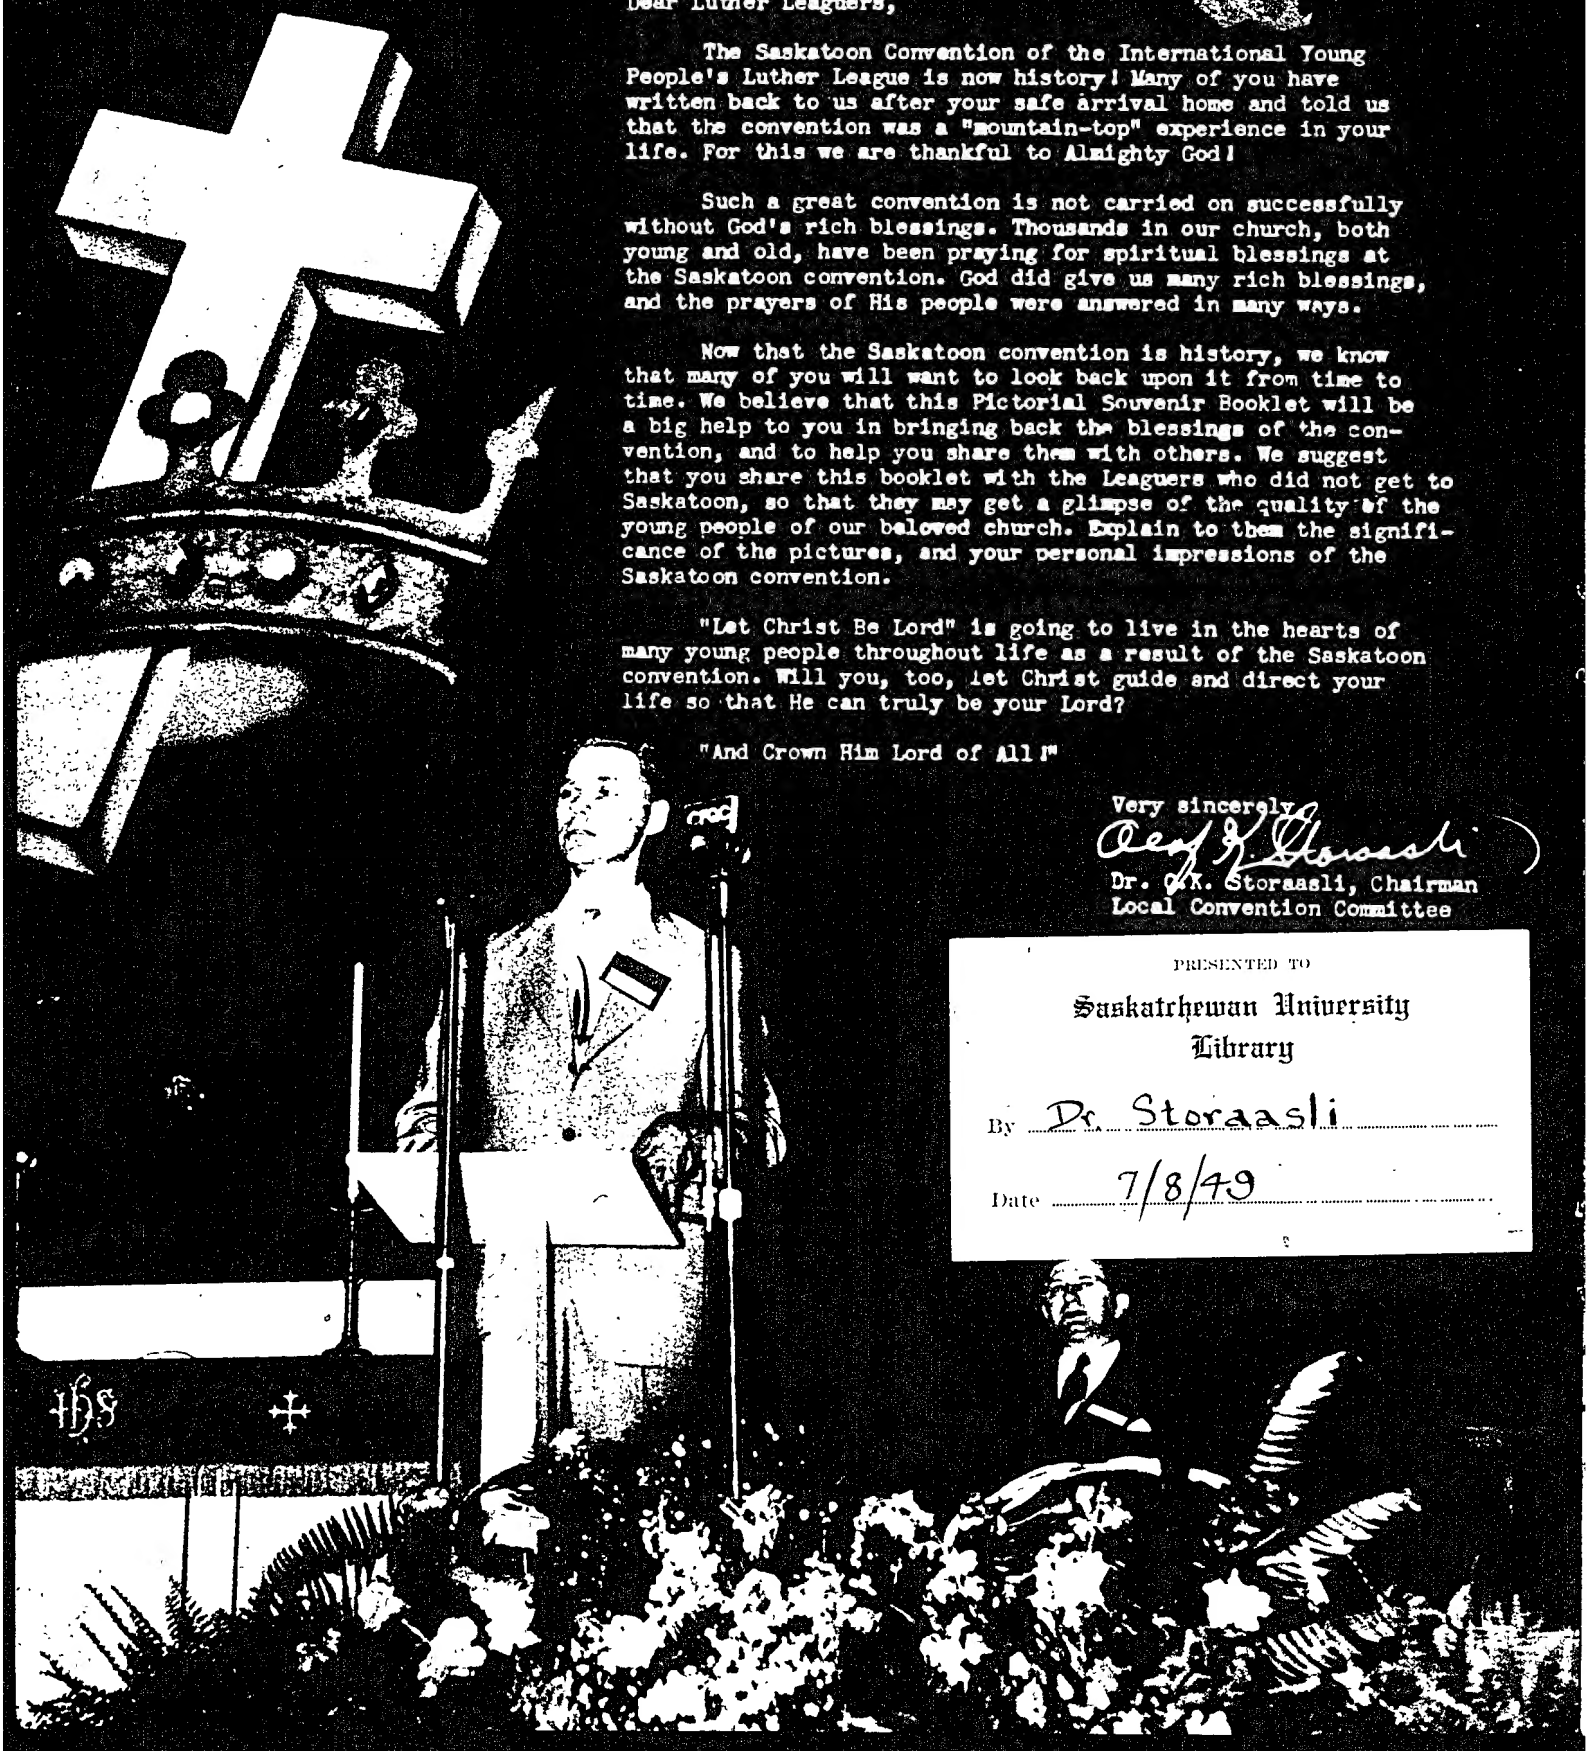 Dear Luther Leaguers,
The Saskatoon Convention of the International Young
People's Luther League is now history! Many of you have
written back to us after your safe arrival home and told us
that the convention was a "mountain-top" experience in your
life. For this we are thankful to Almighty God!
Such a great convention is not carried on successfully
without God's rich blessings. Thousands in our church, both
young and old, have been praying for spiritual blessings at
the Saskatoon convention. God did give us many rich blessings,
and the prayers of His people were answered in many ways.
Now that the Saskatoon convention is history, we know
that many of you will want to look back upon it from time to
time. We believe that this Pictorial Souvenir Booklet will be
a big help to you in bringing back the blessings of the con-
vention, and to help you share them with others. We suggest
that you share this booklet with the Leaguers who did not get to
Saskatoon, so that they may get a glimpse of the quality of the
young people of our beloved church. Explain to them the signifi-
cance of the pictures, and your personal impressions of the
Saskatoon convention.
"Let Christ Be Lord" is going to live in the hearts of
many young people throughout life as a result of the Saskatoon
convention. Will you, too, let Christ guide and direct your
life so that He can truly be your Lord?
"And Crown Him Lord of All!"
Very sincerely,
Olaf K. Storaasli
Dr. O.K. Storaasli, Chairman
Local Convention Committee
CFQC
PRESENTED TO
Saskatchewan University
Library
By Dr. Storaasli
Date 7/8/49
IHS